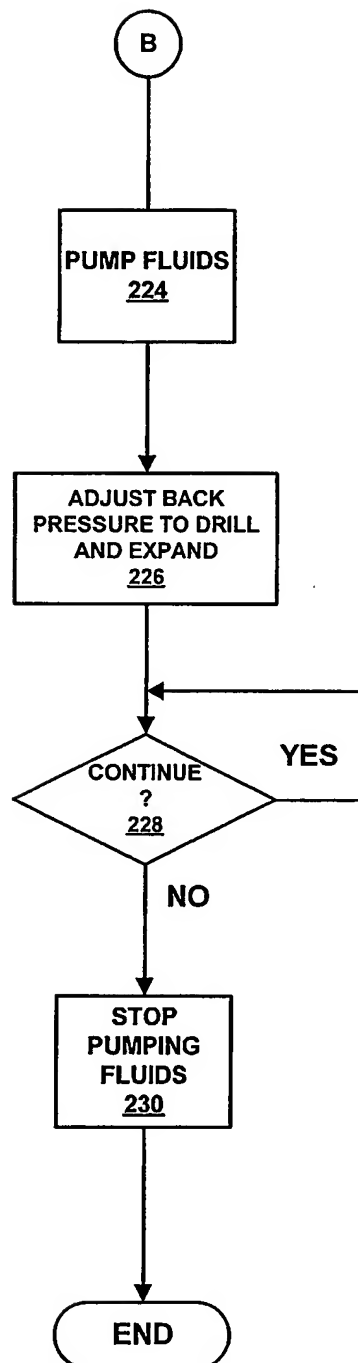 B
PUMP FLUIDS
224
ADJUST BACK
PRESSURE TO DRILL
AND EXPAND
226
CONTINUE
?
228
YES
NO
STOP
PUMPING
FLUIDS
230
END